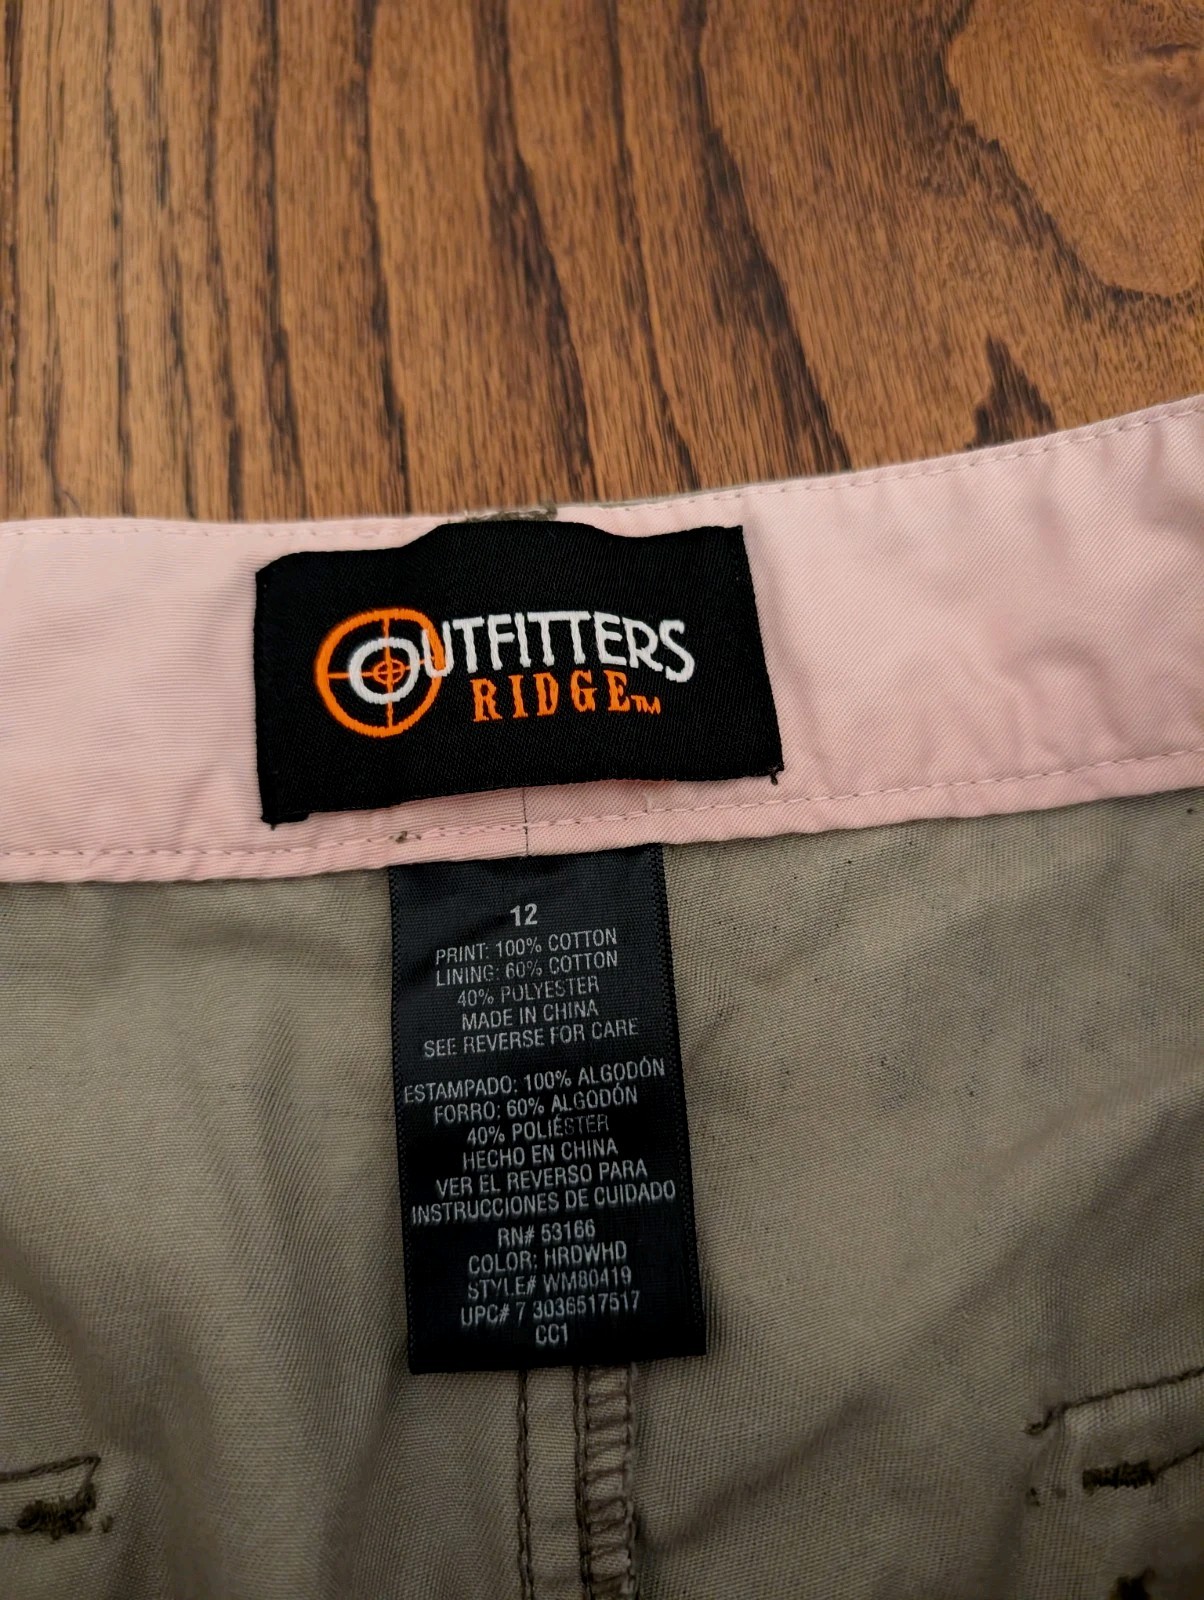 OUTFITTERS
RIDGE™
12
PRINT: 100% COTTON
LINING: 60% COTTON
40% POLYESTER
MADE IN CHINA
SEE REVERSE FOR CARE
ESTAMPADO: 100% ALGODÓN
FORRO: 60% ALGODÓN
40% POLIÉSTER
HECHO EN CHINA
VER EL REVERSO PARA
INSTRUCCIONES DE CUIDADO
RN# 53166
COLOR: HRDWHD
STYLE# WM80419
UPC# 7 3036517517
CC1